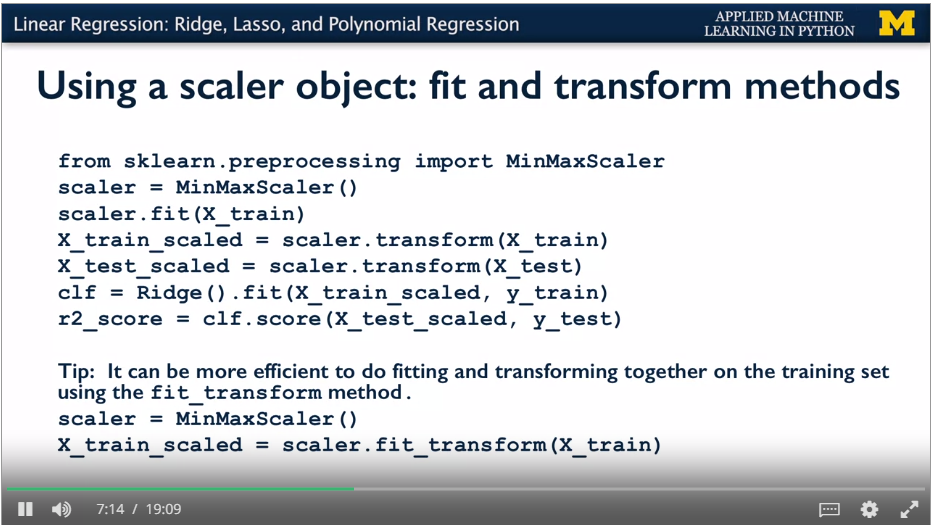 Linear Regression: Ridge, Lasso, and Polynomial Regression
APPLIED MACHINE
LEARNING IN PYTHON
M
Using a scaler object: fit and transform methods
from sklearn.preprocessing import MinMaxScaler
scaler = MinMaxScaler()
scaler.fit(X_train)
X_train_scaled = scaler.transform(X_train)
X_test_scaled = scaler.transform(X_test)
clf = Ridge().fit(X_train_scaled, y_train)
r2_score = clf.score(X_test_scaled, y_test)
Tip: It can be more efficient to do fitting and transforming together on the training set
using the fit_transform method.
scaler = MinMaxScaler()
X_train_scaled = scaler.fit_transform(X_train)
7:14 / 19:09